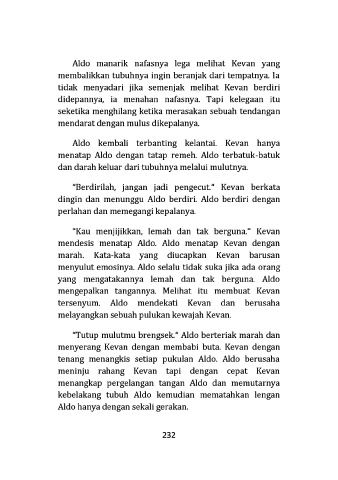 Aldo manarik nafasnya lega melihat Kevan yang
membalikkan tubuhnya ingin beranjak dari tempatnya. Ia
tidak menyadari jika semenjak melihat Kevan berdiri
didepannya, ia menahan nafasnya. Tapi kelegaan itu
seketika menghilang ketika merasakan sebuah tendangan
mendarat dengan mulus dikepalanya.
Aldo kembali terbanting kelantai. Kevan hanya
menatap Aldo dengan tatap remeh. Aldo terbatuk-batuk
dan darah keluar dari tubuhnya melalui mulutnya.
"Berdirilah, jangan jadi pengecut." Kevan berkata
dingin dan menunggu Aldo berdiri. Aldo berdiri dengan
perlahan dan memegangi kepalanya.
"Kau menjijikkan, lemah dan tak berguna." Kevan
mendesis menatap Aldo. Aldo menatap Kevan dengan
marah. Kata-kata yang diucapkan Kevan barusan
menyulut emosinya. Aldo selalu tidak suka jika ada orang
yang mengatakannya lemah dan tak berguna. Aldo
mengepalkan tangannya. Melihat itu membuat Kevan
tersenyum. Aldo mendekati Kevan dan berusaha
melayangkan sebuah pulukan kewajah Kevan.
"Tutup mulutmu brengsek." Aldo berteriak marah dan
menyerang Kevan dengan membabi buta. Kevan dengan
tenang menangkis setiap pukulan Aldo. Aldo berusaha
meninju rahang Kevan tapi dengan cepat Kevan
menangkap pergelangan tangan Aldo dan memutarnya
kebelakang tubuh Aldo kemudian mematahkan lengan
Aldo hanya dengan sekali gerakan.
232